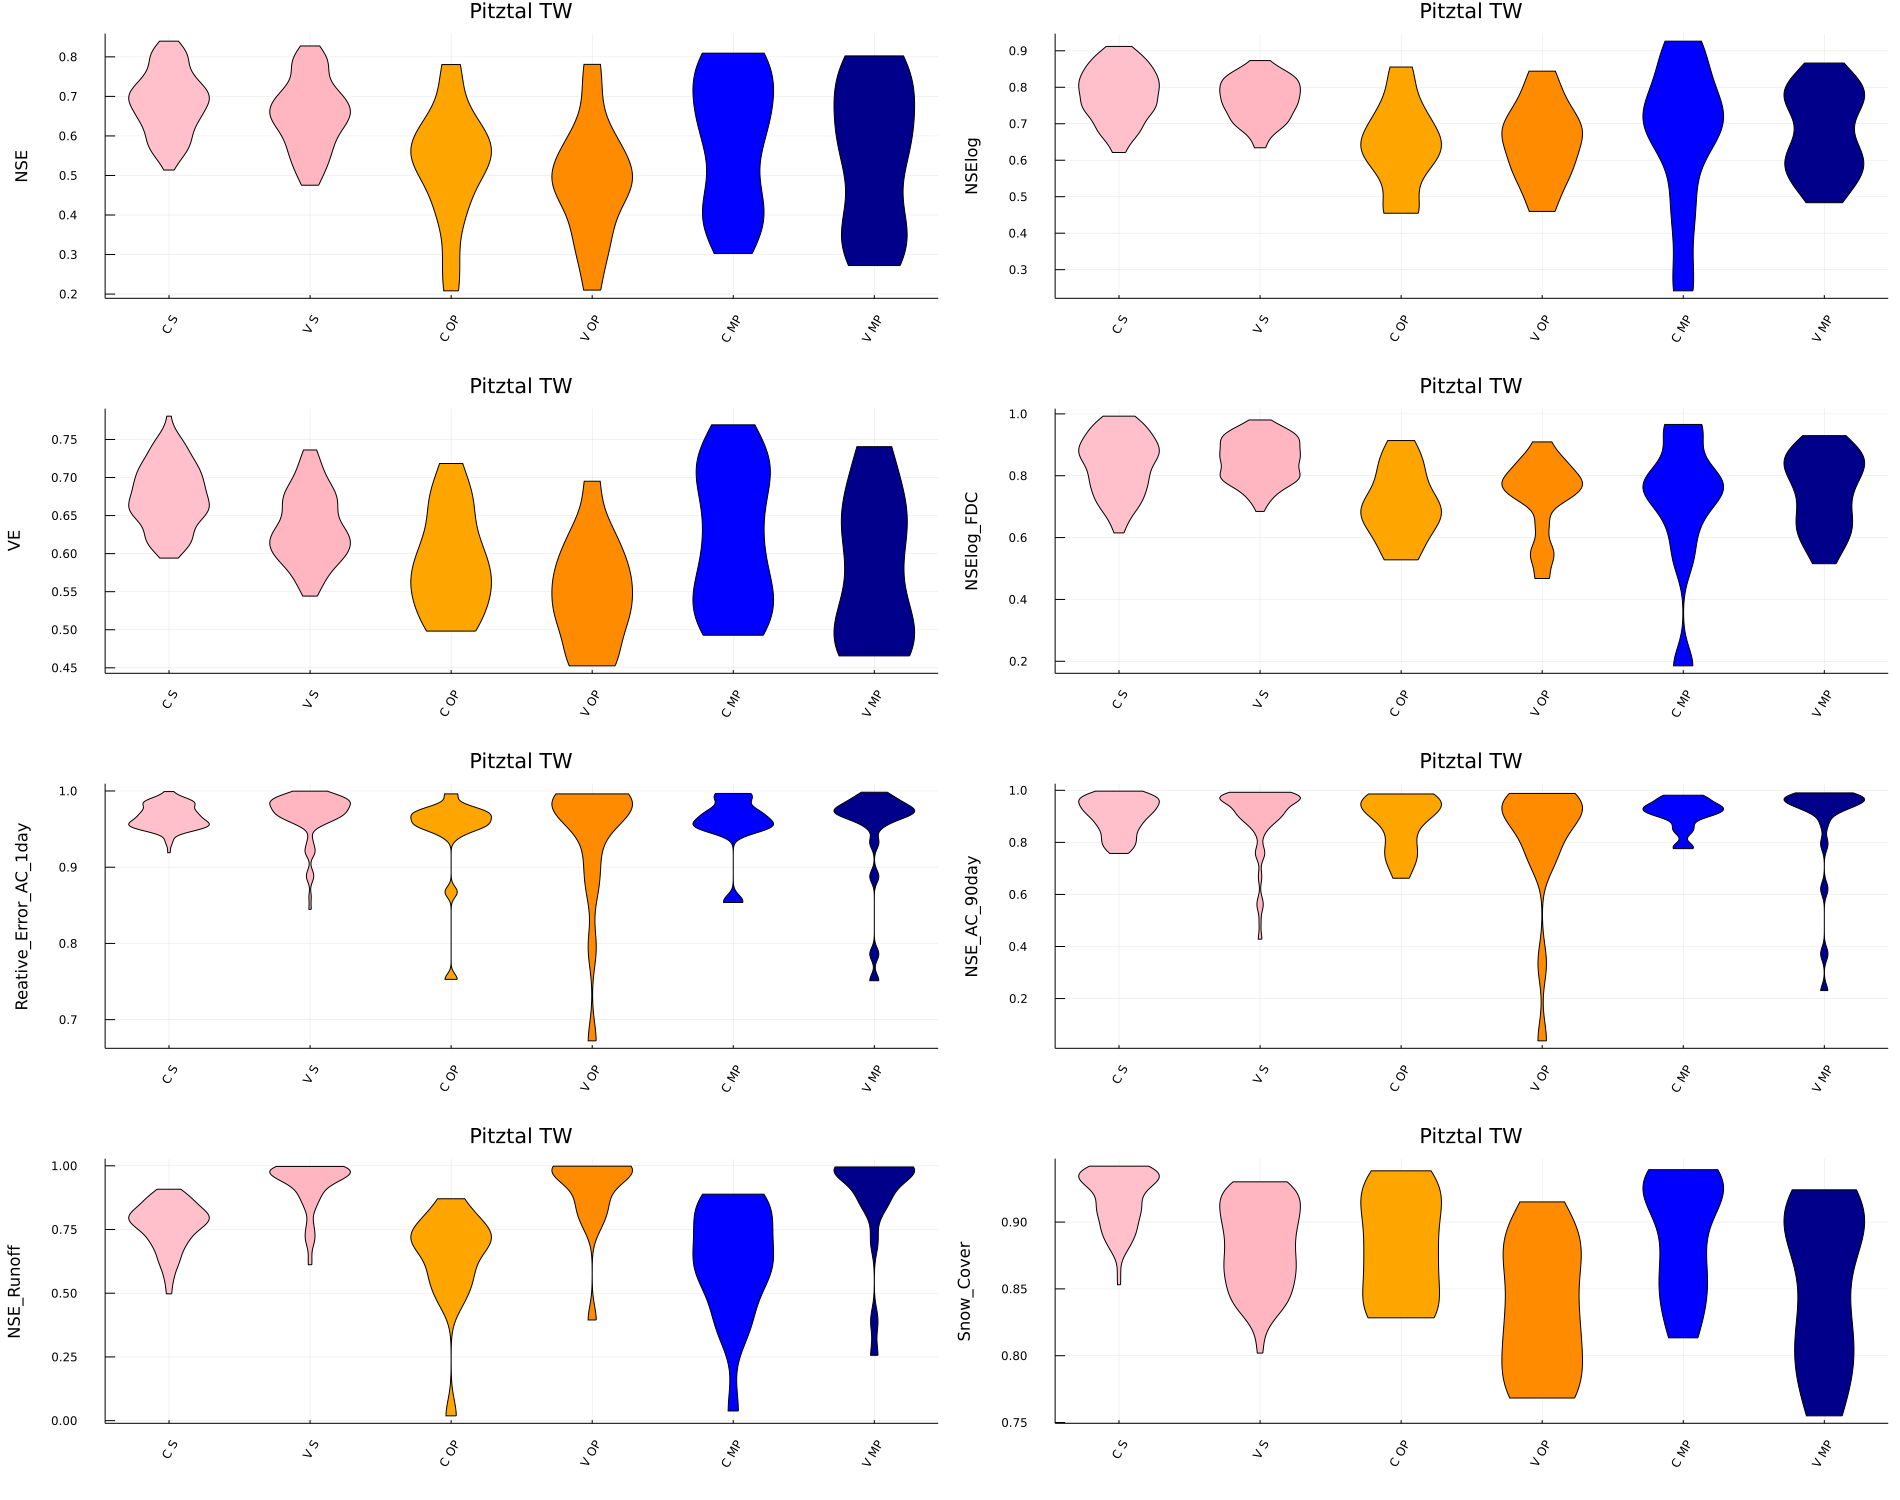 Pitztal TW
NSE
0.8
0.7
0.6
0.5
0.4
0.3
0.2
C S
V S
C OP
V OP
C MP
V MP
Pitztal TW
NSElog
0.9
0.8
0.7
0.6
0.5
0.4
0.3
C S
V S
C OP
V OP
C MP
V MP
Pitztal TW
VE
0.75
0.70
0.65
0.60
0.55
0.50
0.45
C S
V S
C OP
V OP
C MP
V MP
Pitztal TW
NSElog_FDC
1.0
0.8
0.6
0.4
0.2
C S
V S
C OP
V OP
C MP
V MP
Pitztal TW
Reative_Error_AC_1day
1.0
0.9
0.8
0.7
C S
V S
C OP
V OP
C MP
V MP
Pitztal TW
NSE_AC_90day
1.0
0.8
0.6
0.4
0.2
C S
V S
C OP
V OP
C MP
V MP
Pitztal TW
NSE_Runoff
1.00
0.75
0.50
0.25
0.00
C S
V S
C OP
V OP
C MP
V MP
Pitztal TW
Snow_Cover
0.90
0.85
0.80
0.75
C S
V S
C OP
V OP
C MP
V MP